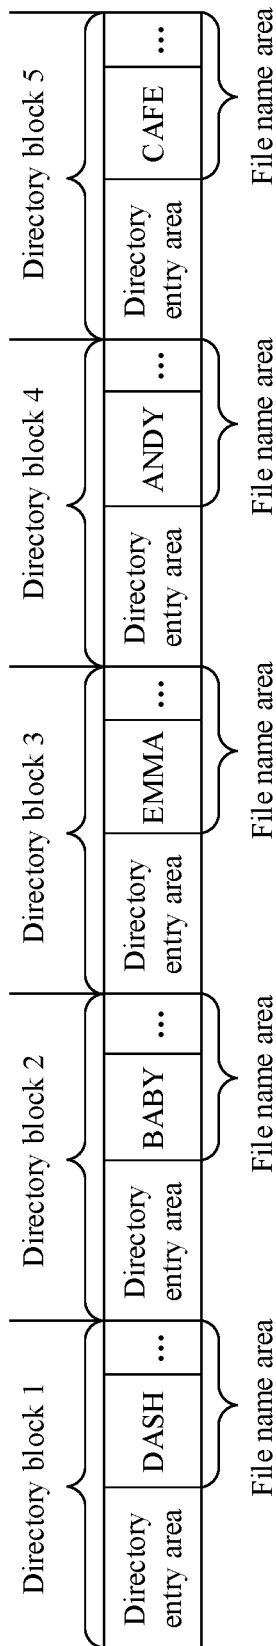 Directory block 1
Directory block 2
Directory block 3
Directory block 4
Directory block 5
Directory
entry area
DASH
...
Directory
entry area
BABY
...
Directory
entry area
EMMA
...
Directory
entry area
ANDY
...
Directory
entry area
CAFE
...
File name area
File name area
File name area
File name area
File name area